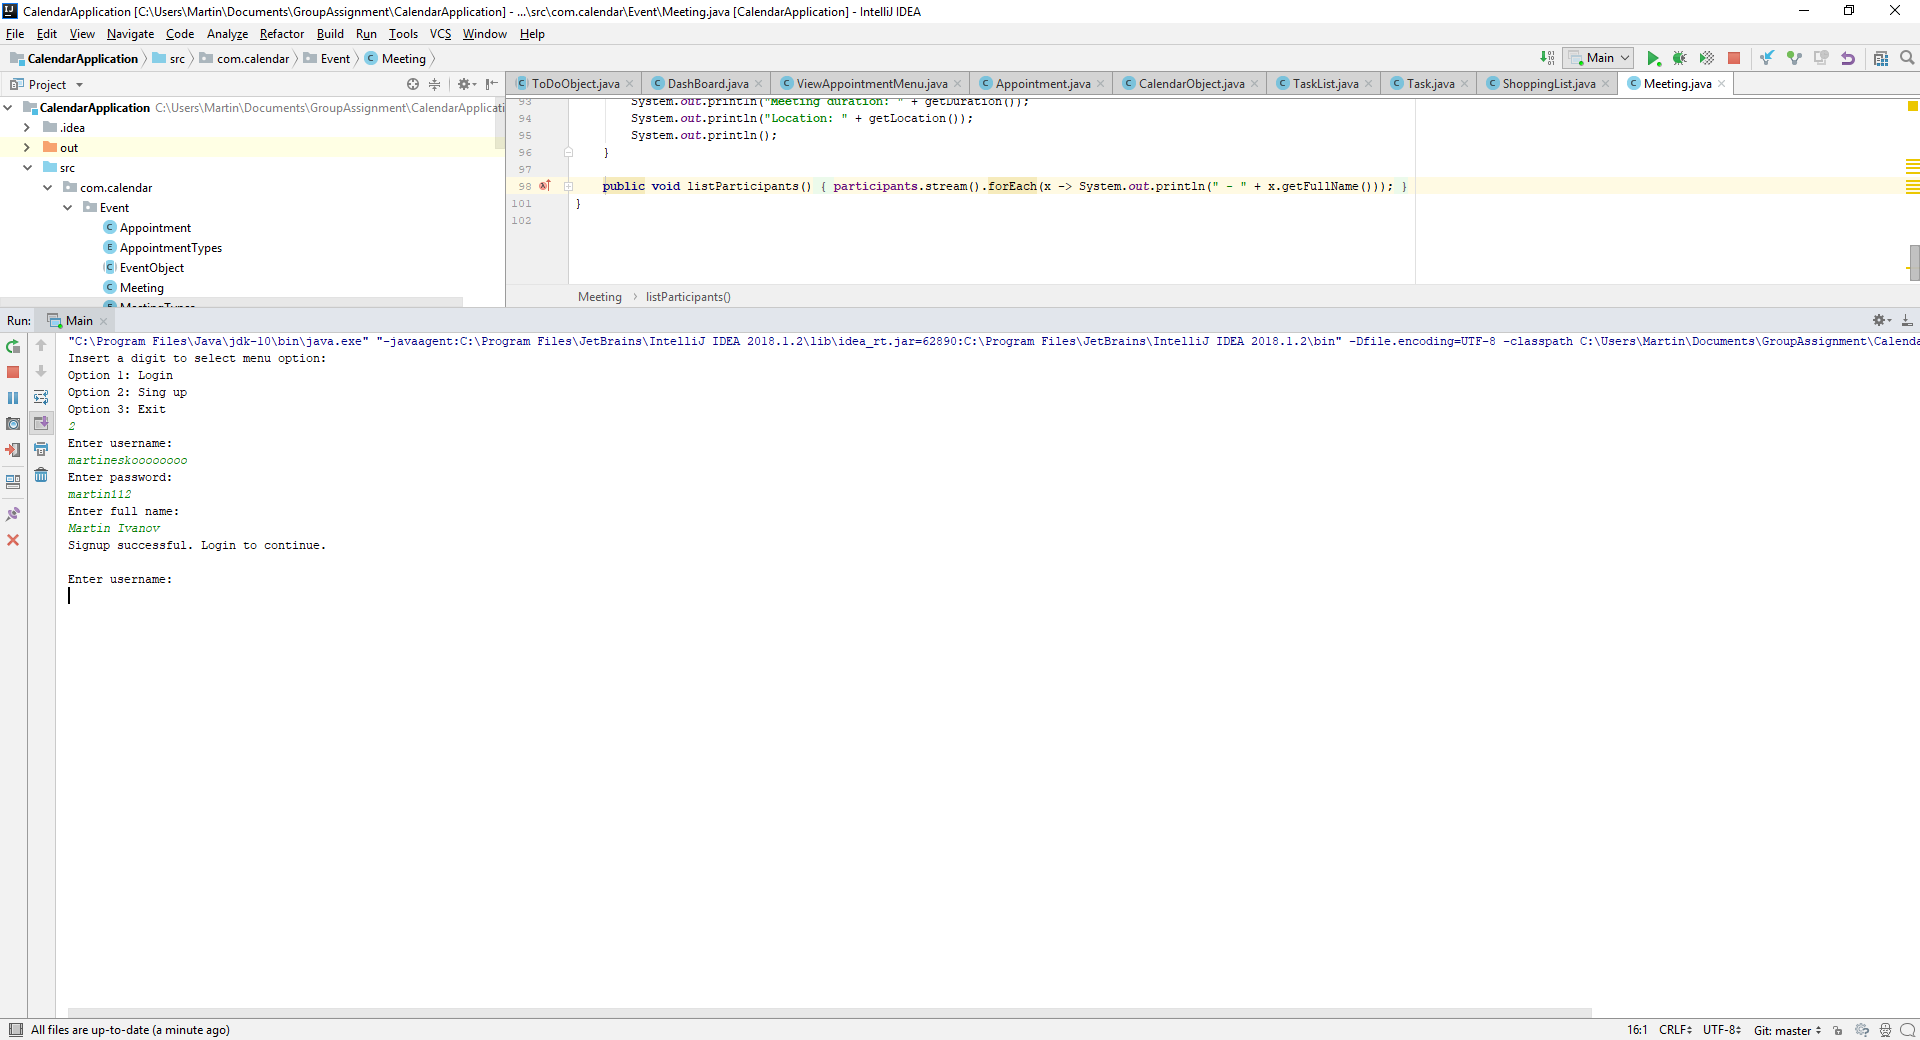 CalendarApplication [C:\Users\Martin\Documents\GroupAssignment\CalendarApplication] - ...\src\com.calendar\Event\Meeting.java [CalendarApplication] - IntelliJ IDEA
File Edit View Navigate Code Analyze Refactor Build Run Tools VCS Window Help
CalendarApplication src com.calendar Event Meeting
Main
Project
ToDoObject.java DashBoard.java ViewAppointmentMenu.java Appointment.java CalendarObject.java TaskList.java Task.java ShoppingList.java Meeting.java
CalendarApplication C:\Users\Martin\Documents\GroupAssignment\CalendarApplicati
.idea
out
src
com.calendar
Event
Appointment
AppointmentTypes
EventObject
Meeting
MeetingTypes
93 System.out.println("Meeting duration: " + getDuration());
94 System.out.println("Location: " + getLocation());
95 System.out.println();
96 }
97
98 public void listParticipants() { participants.stream().forEach(x -> System.out.println(" - " + x.getFullName())); }
101 }
102
Meeting listParticipants()
Run: Main
"C:\Program Files\Java\jdk-10\bin\java.exe" "-javaagent:C:\Program Files\JetBrains\IntelliJ IDEA 2018.1.2\lib\idea_rt.jar=62890:C:\Program Files\JetBrains\IntelliJ IDEA 2018.1.2\bin" -Dfile.encoding=UTF-8 -classpath C:\Users\Martin\Documents\GroupAssignment\Calenda
Insert a digit to select menu option:
Option 1: Login
Option 2: Sing up
Option 3: Exit
2
Enter username:
martineskoooooooo
Enter password:
martin112
Enter full name:
Martin Ivanov
Signup successful. Login to continue.
Enter username:
All files are up-to-date (a minute ago)
16:1 CRLF UTF-8 Git: master